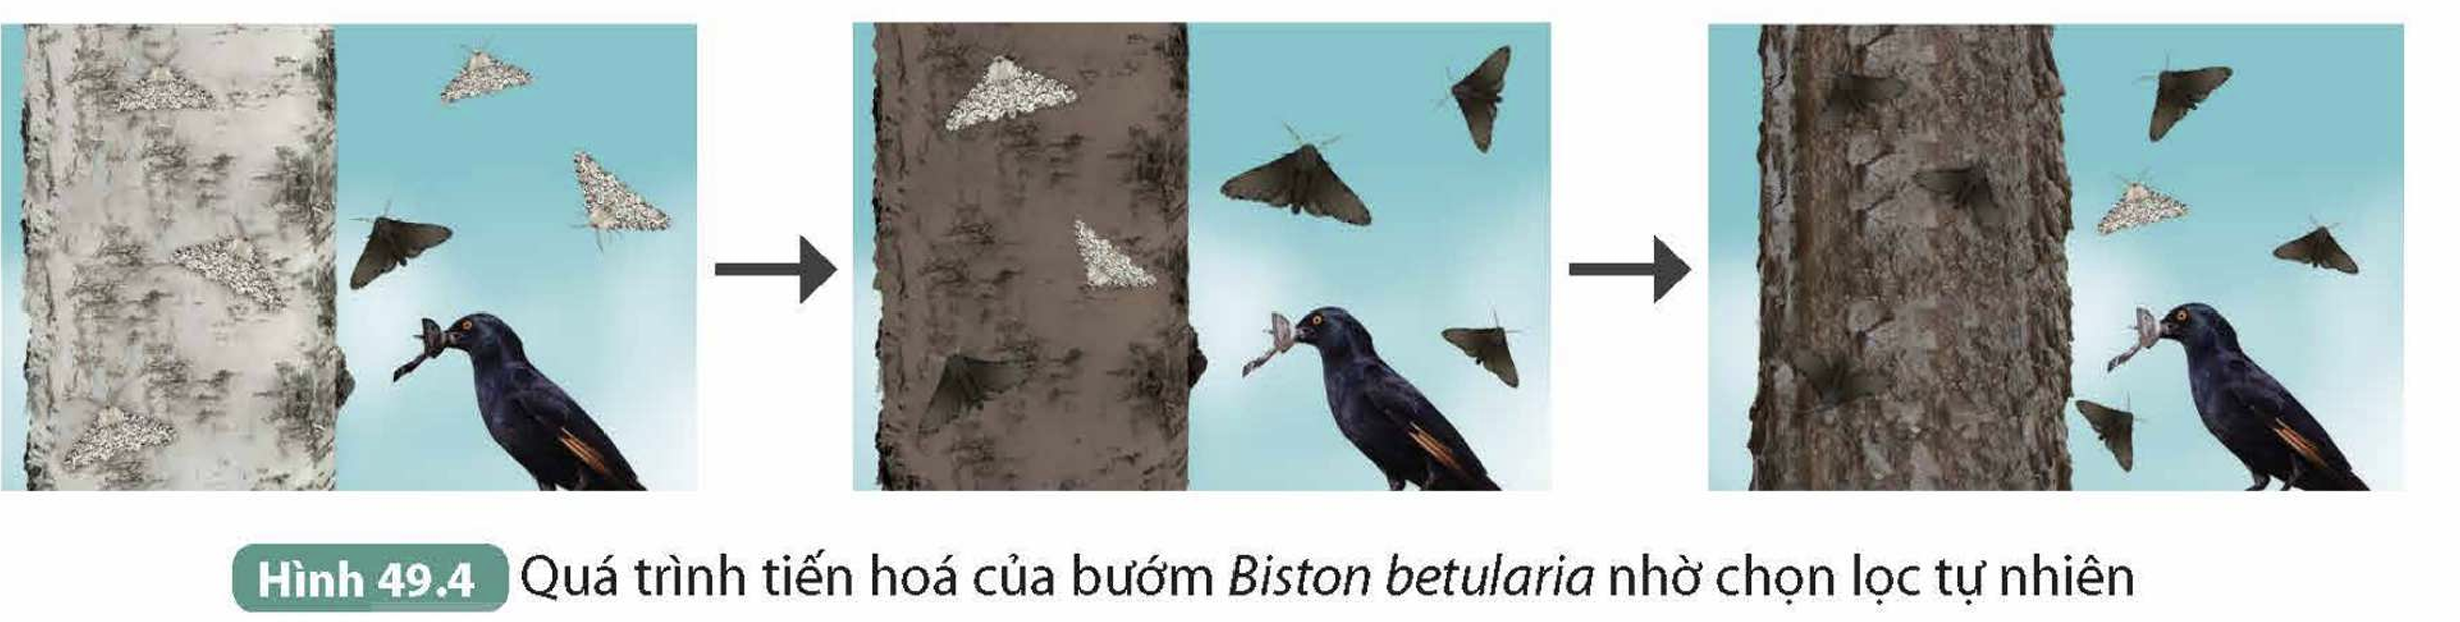 Hình 49.4 Quá trình tiến hoá của bướm Biston betularia nhờ chọn lọc tự nhiên